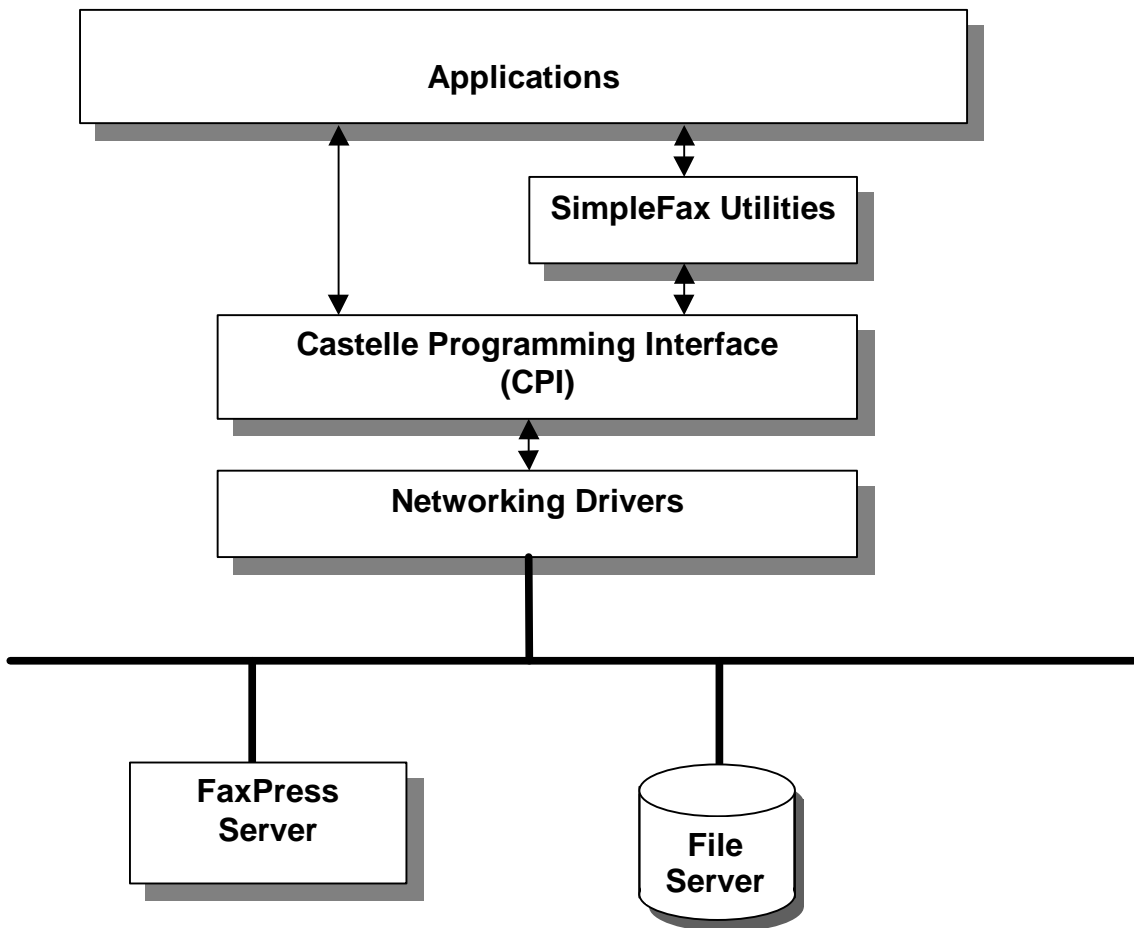 Applications
SimpleFax Utilities
Castelle Programming Interface
(CPI)
Networking Drivers
FaxPress
Server
File
Server